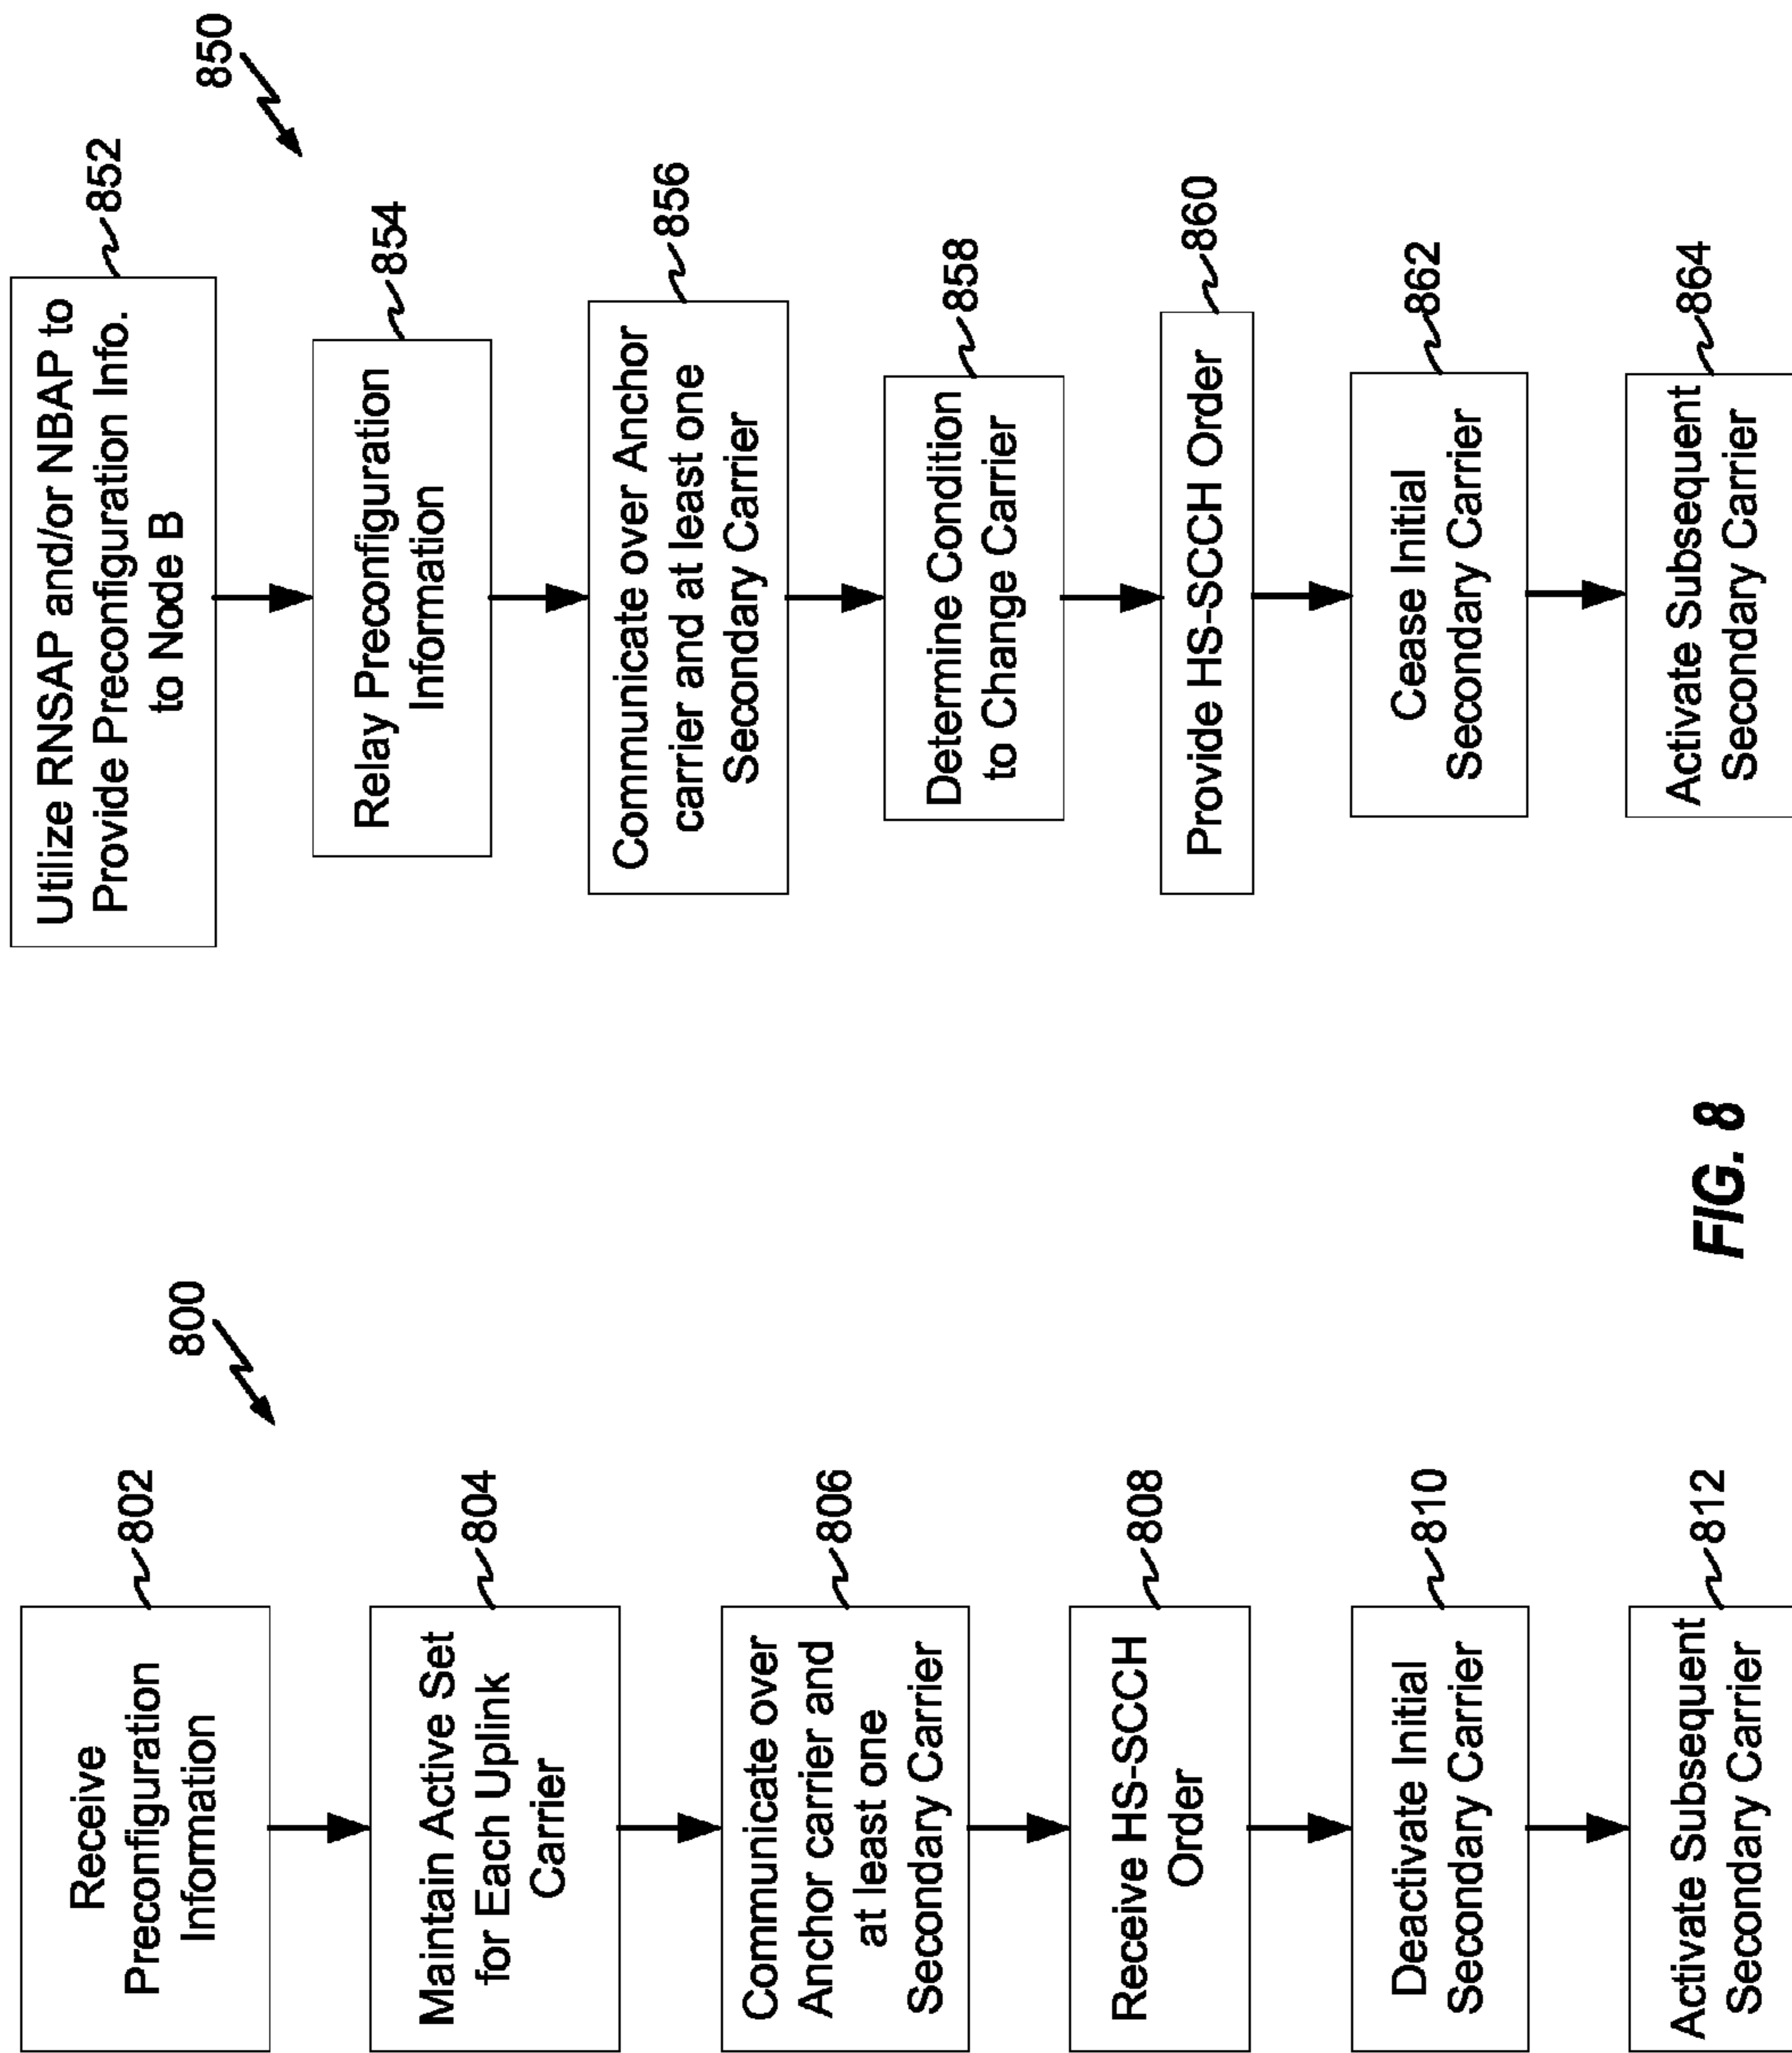 800
Receive
Preconfiguration
Information
802
Maintain Active Set
for Each Uplink
Carrier
804
Communicate over
Anchor carrier and
at least one
Secondary Carrier
806
Receive HS-SCCH
Order
808
Deactivate Initial
Secondary Carrier
810
Activate Subsequent
Secondary Carrier
812
850
Utilize RNSAP and/or NBAP to
Provide Preconfiguration Info.
to Node B
852
Relay Preconfiguration
Information
854
Communicate over Anchor
carrier and at least one
Secondary Carrier
856
Determine Condition
to Change Carrier
858
Provide HS-SCCH Order
860
Cease Initial
Secondary Carrier
862
Activate Subsequent
Secondary Carrier
864
FIG. 8